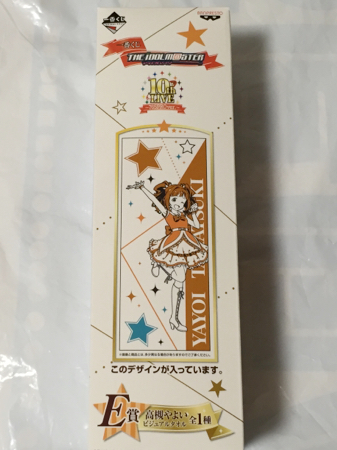 一番くじ
BANPRESTO
THE IDOLM@STER
10th
LIVE
YAYOI TAKATSUKI
このデザインが入っています。
E賞
高槻やよい
ビジュアルタオル
全1種